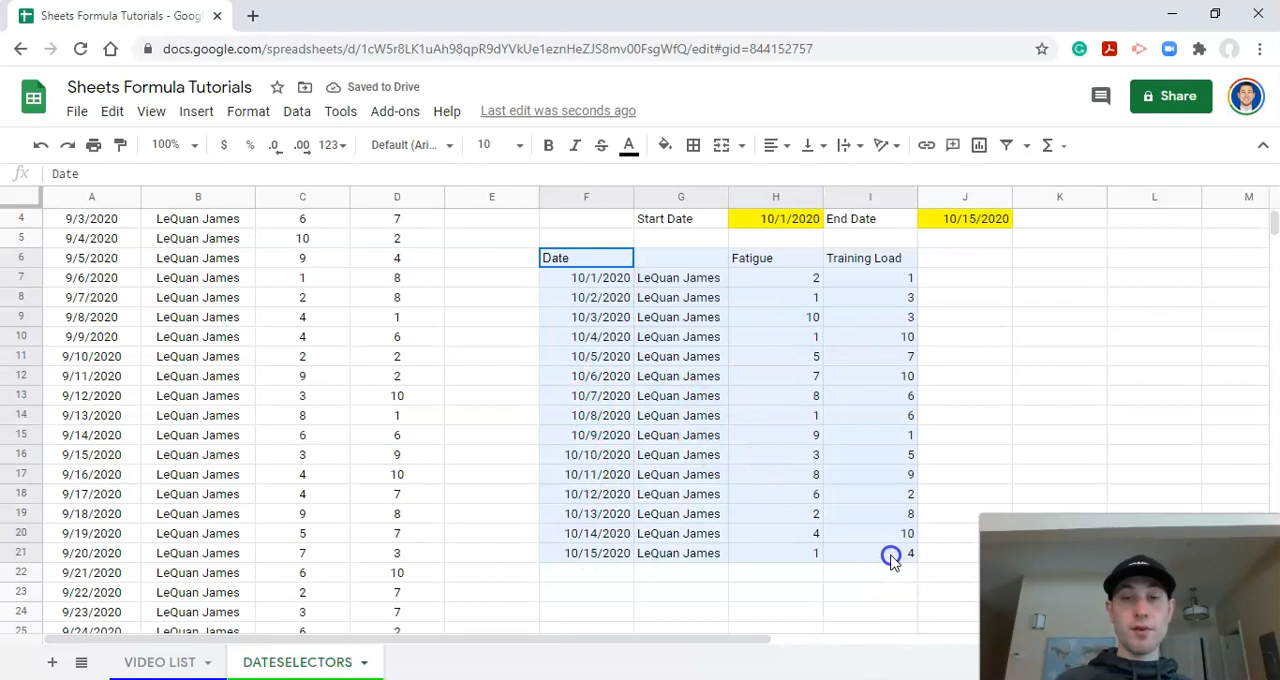 Sheets Formula Tutorials - Goog
docs.google.com/spreadsheets/d/1cW5r8LK1uAh98qpR9dYVkUe1eznHeZJS8mv00FsgWfQ/edit#gid=844152757
Sheets Formula Tutorials
Saved to Drive
File Edit View Insert Format Data Tools Add-ons Help Last edit was seconds ago
Share
100% $ % .0 .00 123 Default (Ari... 10 B I S A
fx Date
A B C D E F G H I J K L M
4 9/3/2020 LeQuan James 6 7 Start Date 10/1/2020 End Date 10/15/2020
5 9/4/2020 LeQuan James 10 2
6 9/5/2020 LeQuan James 9 4 Date Fatigue Training Load
7 9/6/2020 LeQuan James 1 8 10/1/2020 LeQuan James 2 1
8 9/7/2020 LeQuan James 2 8 10/2/2020 LeQuan James 1 3
9 9/8/2020 LeQuan James 4 1 10/3/2020 LeQuan James 10 3
10 9/9/2020 LeQuan James 4 6 10/4/2020 LeQuan James 1 10
11 9/10/2020 LeQuan James 2 2 10/5/2020 LeQuan James 5 7
12 9/11/2020 LeQuan James 9 2 10/6/2020 LeQuan James 7 10
13 9/12/2020 LeQuan James 3 10 10/7/2020 LeQuan James 8 6
14 9/13/2020 LeQuan James 8 1 10/8/2020 LeQuan James 1 6
15 9/14/2020 LeQuan James 6 6 10/9/2020 LeQuan James 9 1
16 9/15/2020 LeQuan James 3 9 10/10/2020 LeQuan James 3 5
17 9/16/2020 LeQuan James 4 10 10/11/2020 LeQuan James 8 9
18 9/17/2020 LeQuan James 4 7 10/12/2020 LeQuan James 6 2
19 9/18/2020 LeQuan James 9 8 10/13/2020 LeQuan James 2 8
20 9/19/2020 LeQuan James 5 7 10/14/2020 LeQuan James 4 10
21 9/20/2020 LeQuan James 7 3 10/15/2020 LeQuan James 1 4
22 9/21/2020 LeQuan James 6 10
23 9/22/2020 LeQuan James 2 7
24 9/23/2020 LeQuan James 3 7
25 9/24/2020 LeQuan James 6 2
VIDEO LIST DATESELECTORS